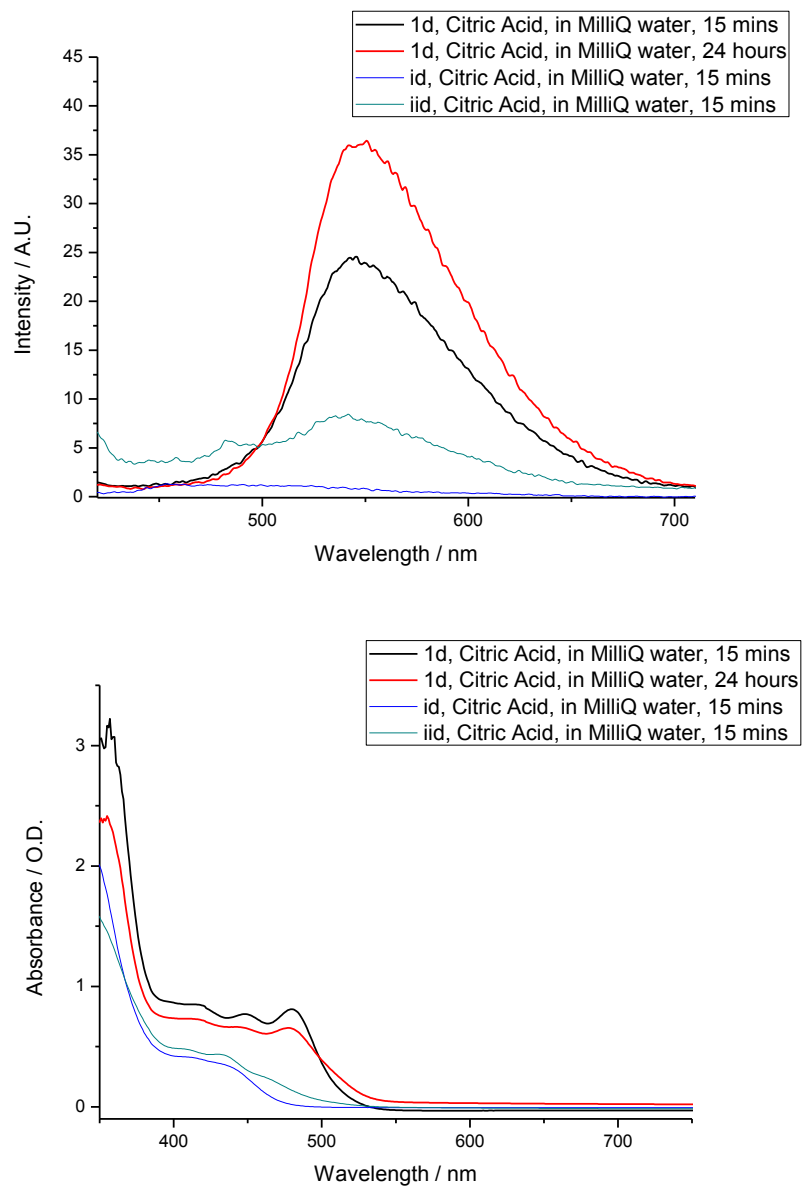 1d, Citric Acid, in MilliQ water, 15 mins
1d, Citric Acid, in MilliQ water, 24 hours
id, Citric Acid, in MilliQ water, 15 mins
iid, Citric Acid, in MilliQ water, 15 mins
45
40
35
30
25
20
15
10
5
0
Intensity / A.U.
500
600
700
Wavelength / nm
1d, Citric Acid, in MilliQ water, 15 mins
1d, Citric Acid, in MilliQ water, 24 hours
id, Citric Acid, in MilliQ water, 15 mins
iid, Citric Acid, in MilliQ water, 15 mins
3
2
1
0
Absorbance / O.D.
400
500
600
700
Wavelength / nm